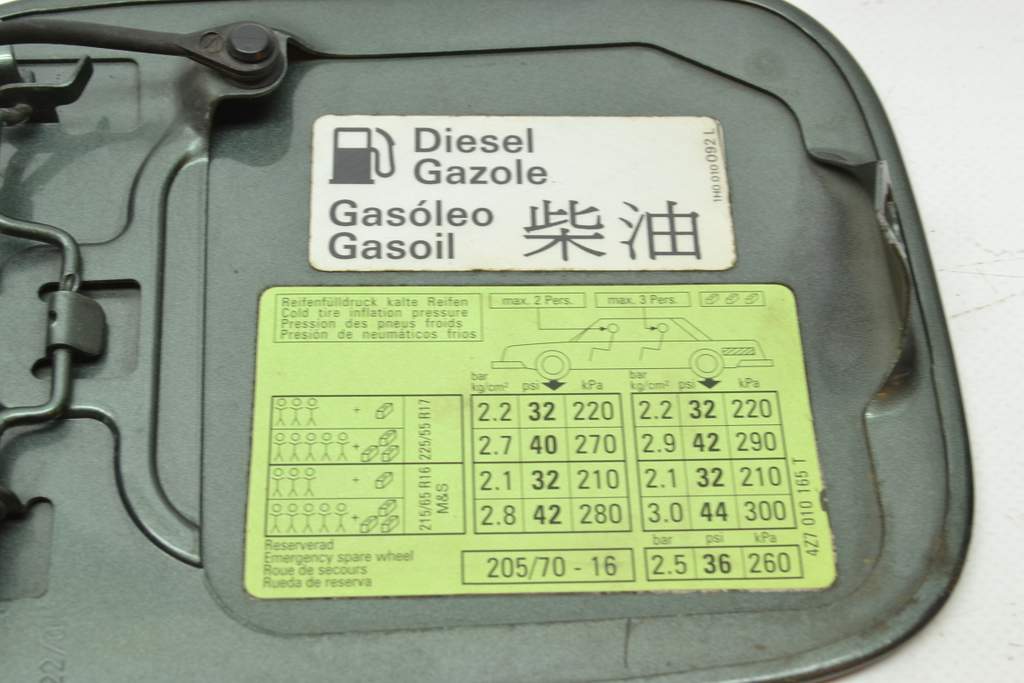 Diesel
Gazole
Gasóleo
Gasoil
柴油
1H0 010 092 L
Reifenfülldruck kalte Reifen
Cold tire inflation pressure
Pression des pneus froids
Presión de neumáticos frios
max. 2 Pers.
max. 3 Pers.
bar kg/cm² psi kPa
bar kg/cm² psi kPa
+ 225/55 R17 2.2 32 220 2.2 32 220
+ 2.7 40 270 2.9 42 290
+ 215/65 R16 M&S 2.1 32 210 2.1 32 210
+ 2.8 42 280 3.0 44 300
Reserverad
Emergency spare wheel
Roue de secours
Rueda de reserva
205/70 - 16
bar psi kPa
2.5 36 260
4Z7 010 165 T